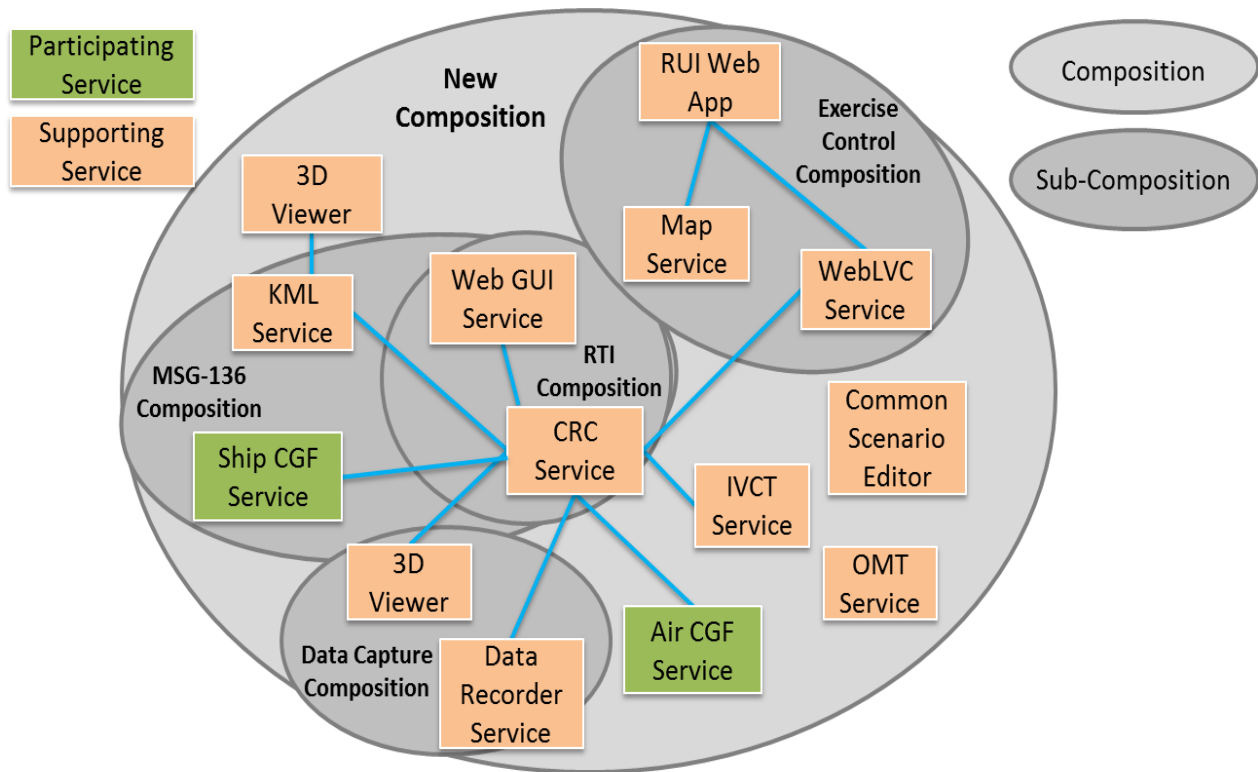 Participating
Service
Supporting
Service
New
Composition
Composition
Sub-Composition
RUI Web
App
Exercise
Control
Composition
Map
Service
WebLVC
Service
3D
Viewer
KML
Service
Web GUI
Service
RTI
Composition
MSG-136
Composition
CRC
Service
Ship CGF
Service
Common
Scenario
Editor
IVCT
Service
OMT
Service
3D
Viewer
Air CGF
Service
Data Capture
Composition
Data
Recorder
Service